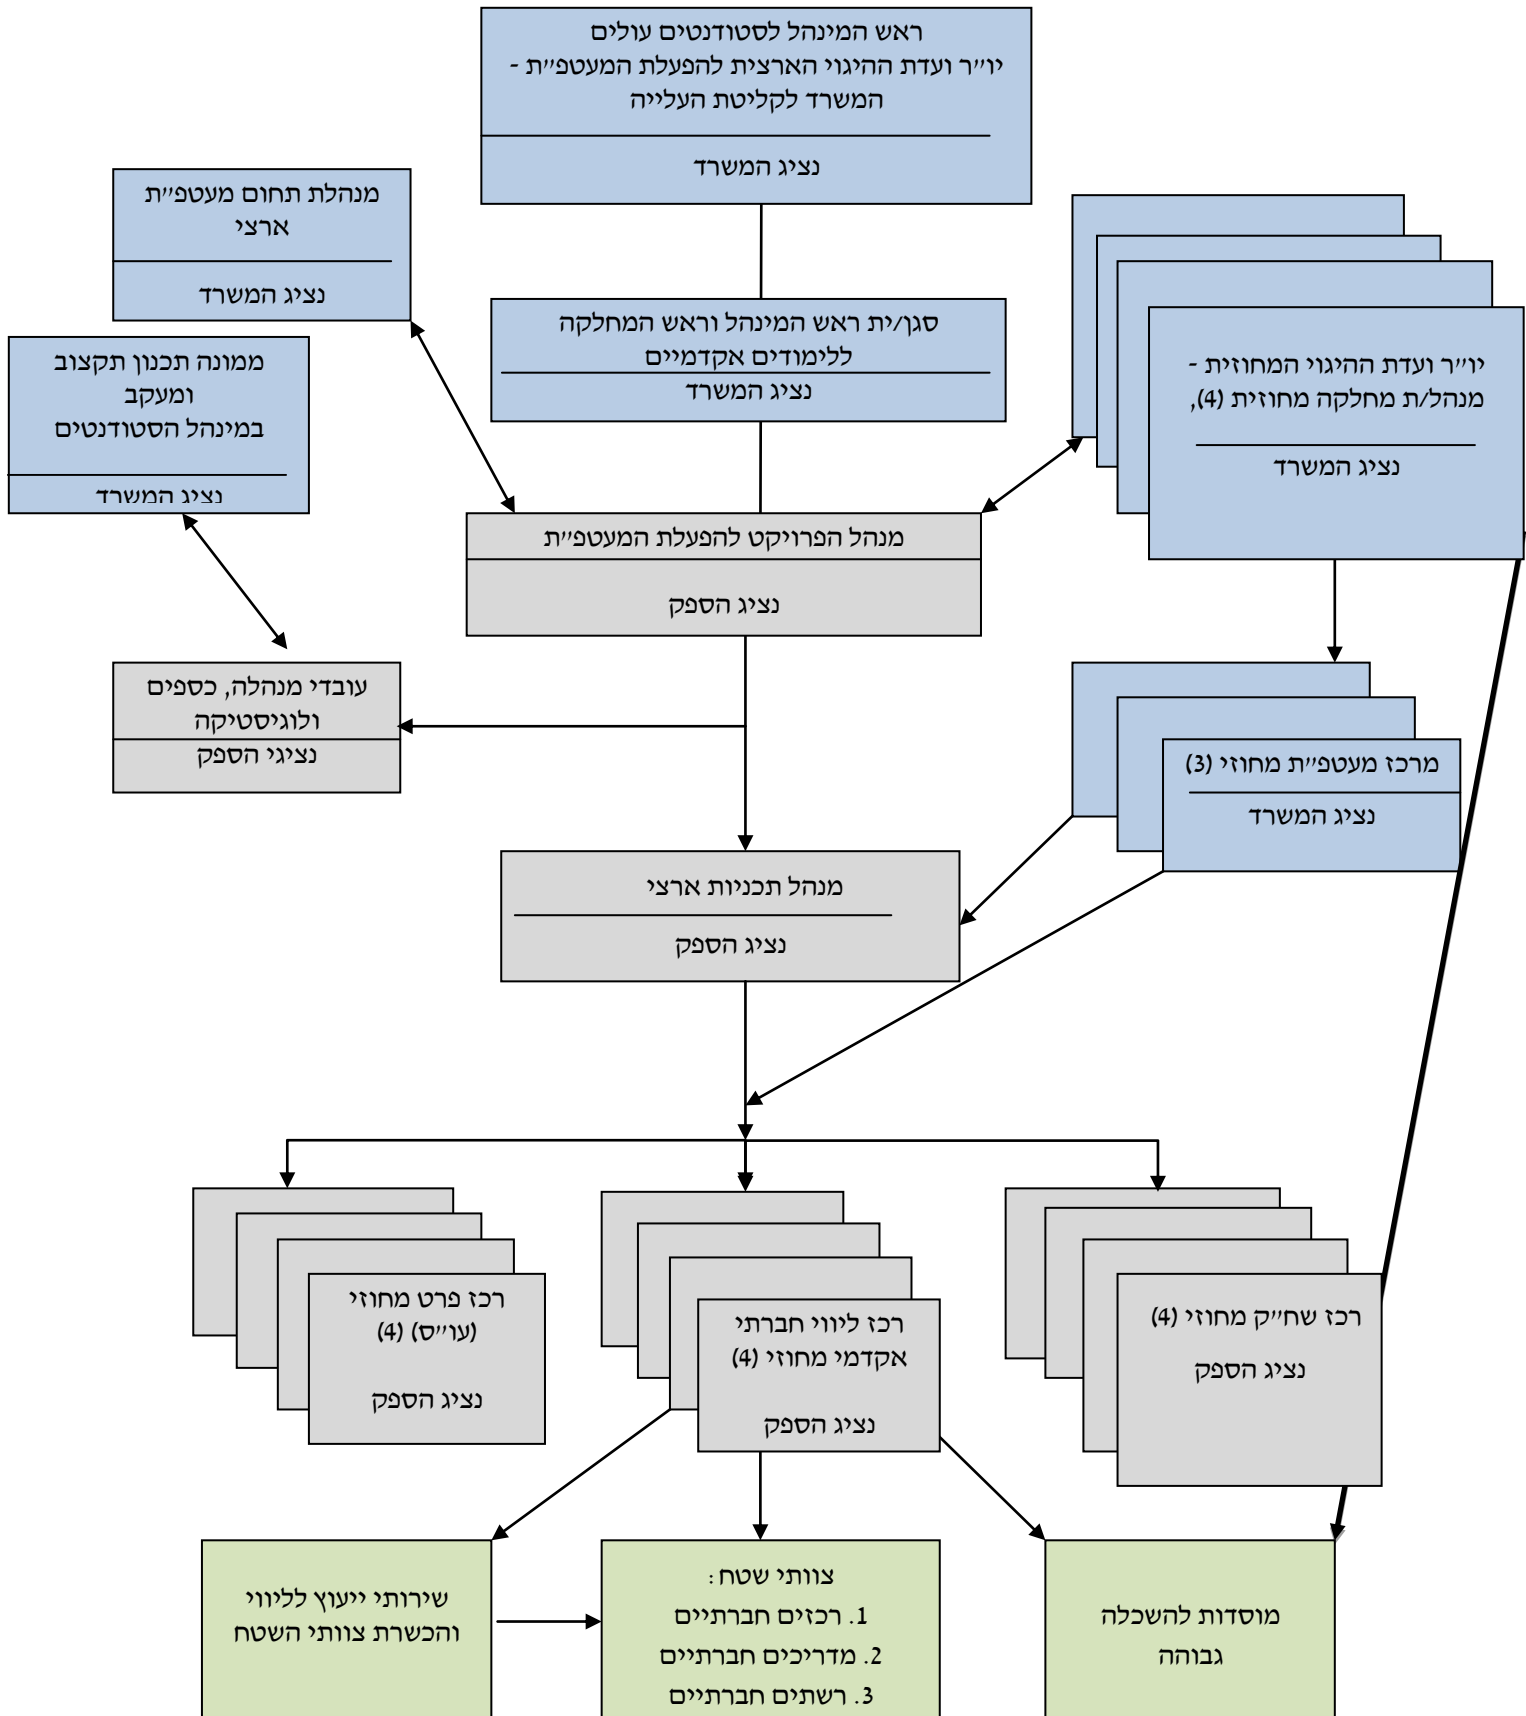 ראש המינהל לסטודנטים עולים
יו״ר ועדת ההיגוי הארצית להפעלת המעטפ״ת -
המשרד לקליטת העלייה
נציג המשרד
מנהלת תחום מעטפ״ת
ארצי
נציג המשרד
סגן/ית ראש המינהל וראש המחלקה
ללימודים אקדמיים
נציג המשרד
ממונה תכנון תקצוב
ומעקב
במינהל הסטודנטים
נציג המשרד
יו״ר ועדת ההיגוי המחוזית -
מנהל/ת מחלקה מחוזית (4),
נציג המשרד
מנהל הפרויקט להפעלת המעטפ״ת
נציג הספק
עובדי מנהלה, כספים
ולוגיסטיקה
נציגי הספק
מרכז מעטפ״ת מחוזי (3)
נציג המשרד
מנהל תכניות ארצי
נציג הספק
רכז שח״ק מחוזי (4)
נציג הספק
רכז ליווי חברתי
אקדמי מחוזי (4)
נציג הספק
רכז פרט מחוזי
(עו״ס) (4)
נציג הספק
מוסדות להשכלה
גבוהה
צוותי שטח:
1. רכזים חברתיים
2. מדריכים חברתיים
3. רשתים חברתיים
שירותי ייעוץ לליווי
והכשרת צוותי השטח